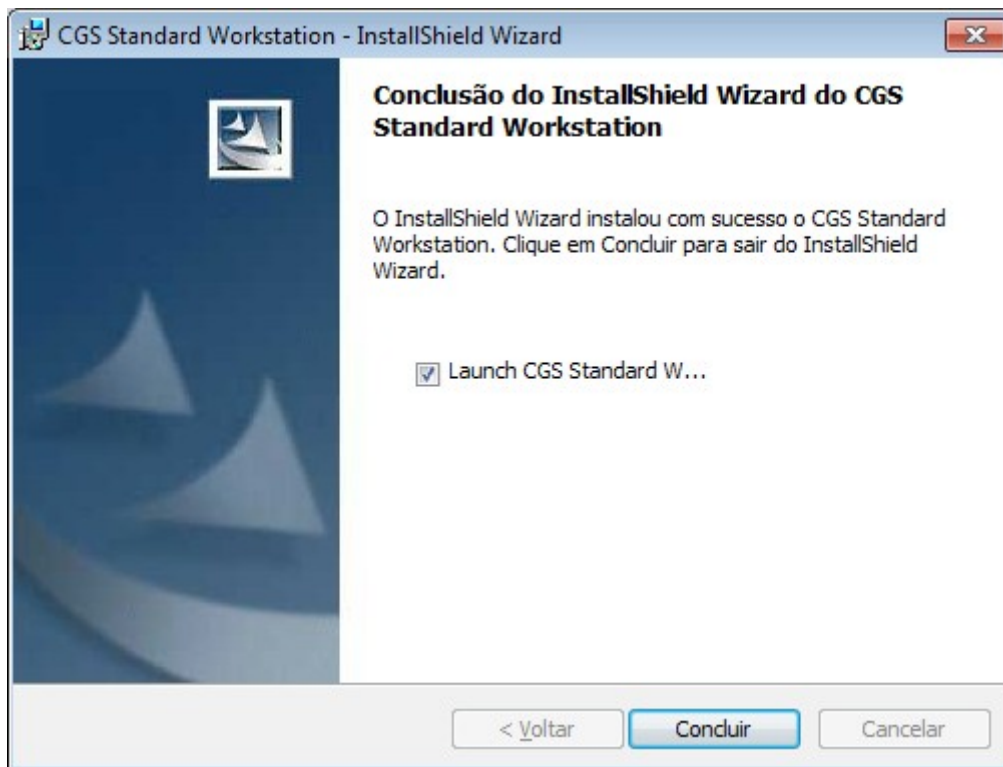 CGS Standard Workstation - InstallShield Wizard
Conclusão do InstallShield Wizard do CGS
Standard Workstation
O InstallShield Wizard instalou com sucesso o CGS Standard
Workstation. Clique em Concluir para sair do InstallShield
Wizard.
Launch CGS Standard W...
< Voltar Concluir Cancelar